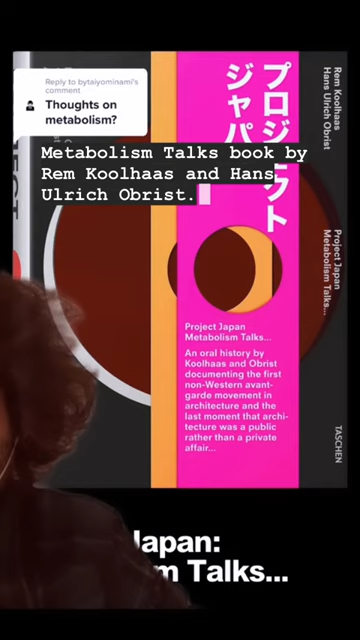 Reply to bytaiyominami's
comment
Thoughts on
metabolism?
Metabolism Talks book by
Rem Koolhaas and Hans
Ulrich Obrist.
プロジェクト
ジャパ
Rem Koolhaas
Hans Ulrich Obrist
Project Japan
Metabolism Talks...
TASCHEN
Project Japan
Metabolism Talks...
An oral history by
Koolhaas and Obrist
documenting the first
non-Western avant-
garde movement in
architecture and the
last moment that archi-
tecture was a public
rather than a private
affair...
Japan:
m Talks...